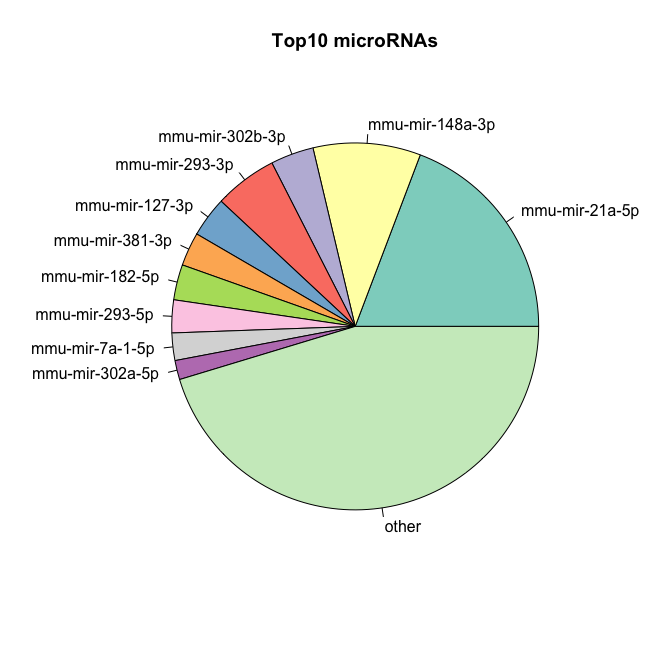 Top10 microRNAs
mmu-mir-148a-3p
mmu-mir-302b-3p
mmu-mir-293-3p
mmu-mir-127-3p
mmu-mir-21a-5p
mmu-mir-381-3p
mmu-mir-182-5p
mmu-mir-293-5p
mmu-mir-7a-1-5p
mmu-mir-302a-5p
other